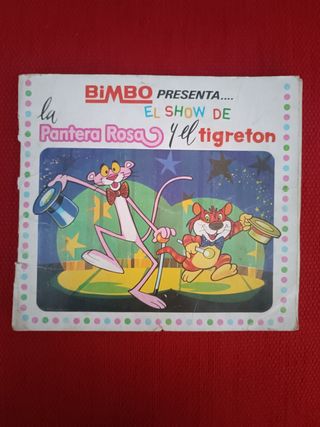 BiMBO PRESENTA....
EL SHOW DE
la Pantera Rosa y el tigreton